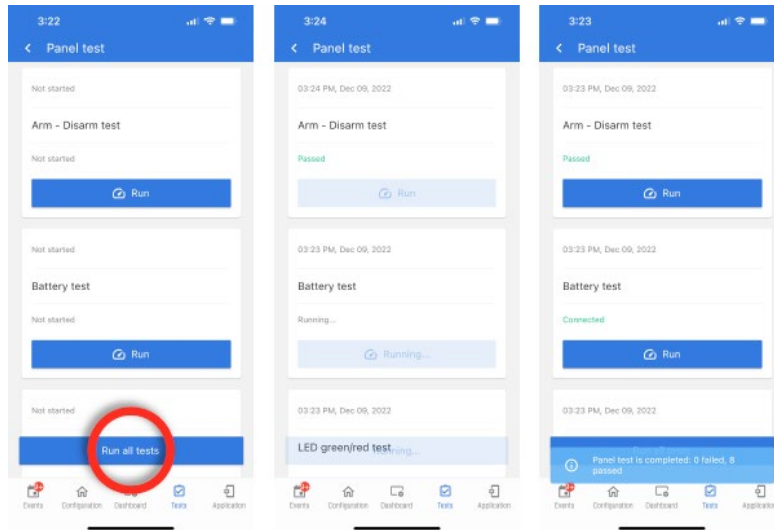 3:22
Panel test
Not started
Arm - Disarm test
Not started
Run
Not started
Battery test
Not started
Run
Not started
Run all tests
9+
Events
Configuration
Dashboard
Tests
Application
3:24
Panel test
03:24 PM, Dec 09, 2022
Arm - Disarm test
Passed
Run
03:23 PM, Dec 09, 2022
Battery test
Running...
Running...
03:23 PM, Dec 09, 2022
LED green/red test
Running...
Events
Configuration
Dashboard
Tests
Application
3:23
Panel test
03:23 PM, Dec 09, 2022
Arm - Disarm test
Passed
Run
03:23 PM, Dec 09, 2022
Battery test
Connected
Run
03:23 PM, Dec 09, 2022
Run all tests
Panel test is completed: 0 failed, 8
passed
Events
Configuration
Dashboard
Tests
Application